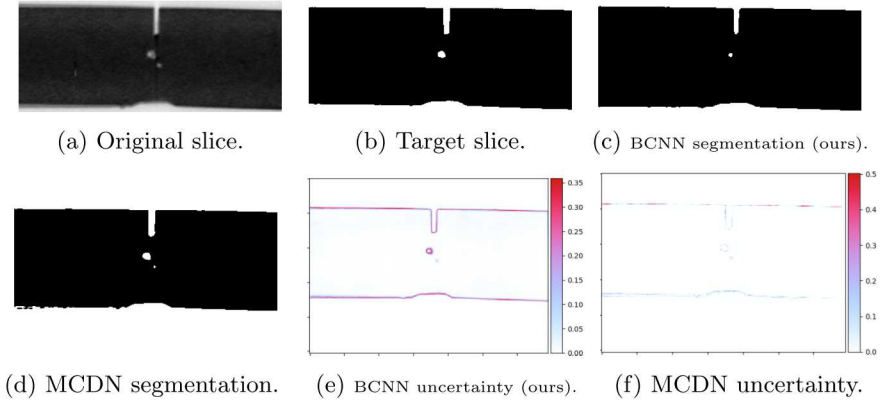 (a) Original slice.
(b) Target slice.
(c) BCNN segmentation (ours).
0.35
0.30
0.25
0.20
0.15
0.10
0.05
0.00
0.5
0.4
0.3
0.2
0.1
0.0
(d) MCDN segmentation.
(e) BCNN uncertainty (ours).
(f) MCDN uncertainty.